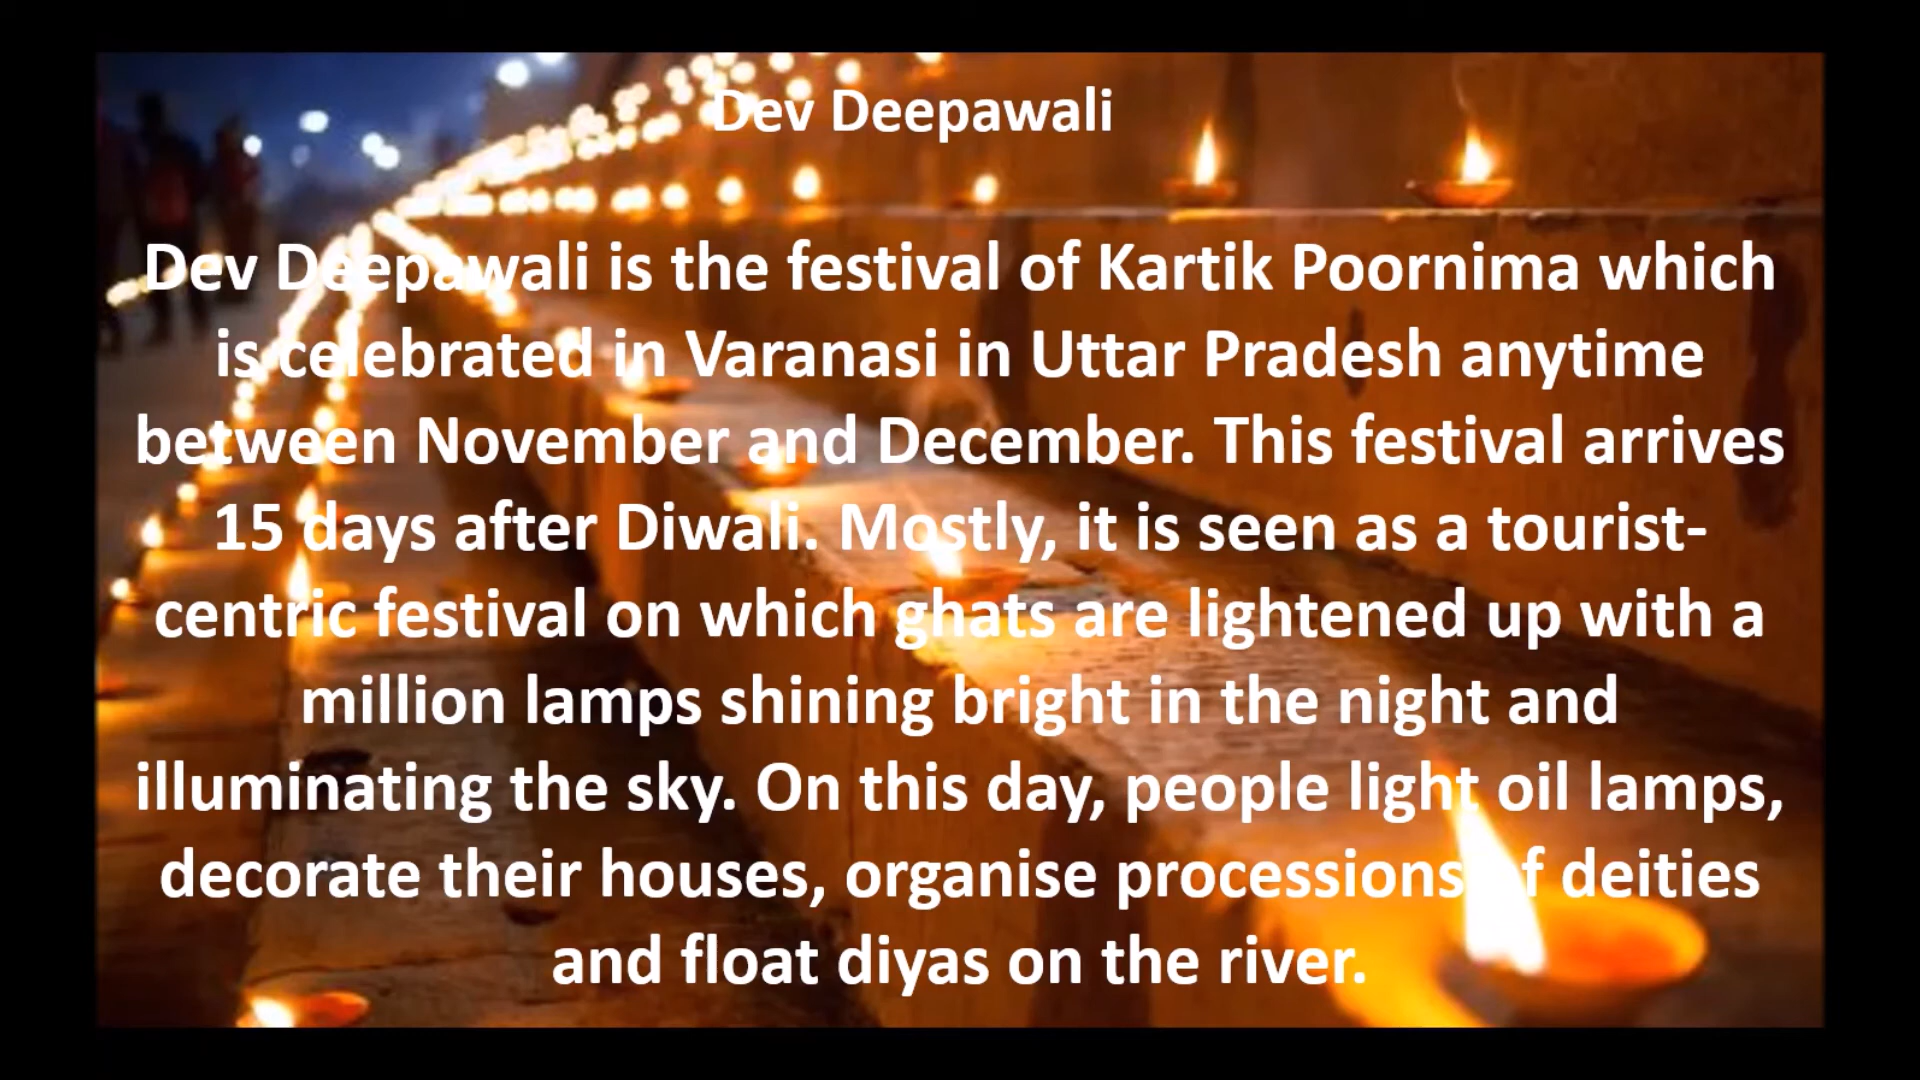 Dev Deepawali
Dev Deepawali is the festival of Kartik Poornima which
is celebrated in Varanasi in Uttar Pradesh anytime
between November and December. This festival arrives
15 days after Diwali. Mostly, it is seen as a tourist-
centric festival on which ghats are lightened up with a
million lamps shining bright in the night and
illuminating the sky. On this day, people light oil lamps,
decorate their houses, organise processions of deities
and float diyas on the river.